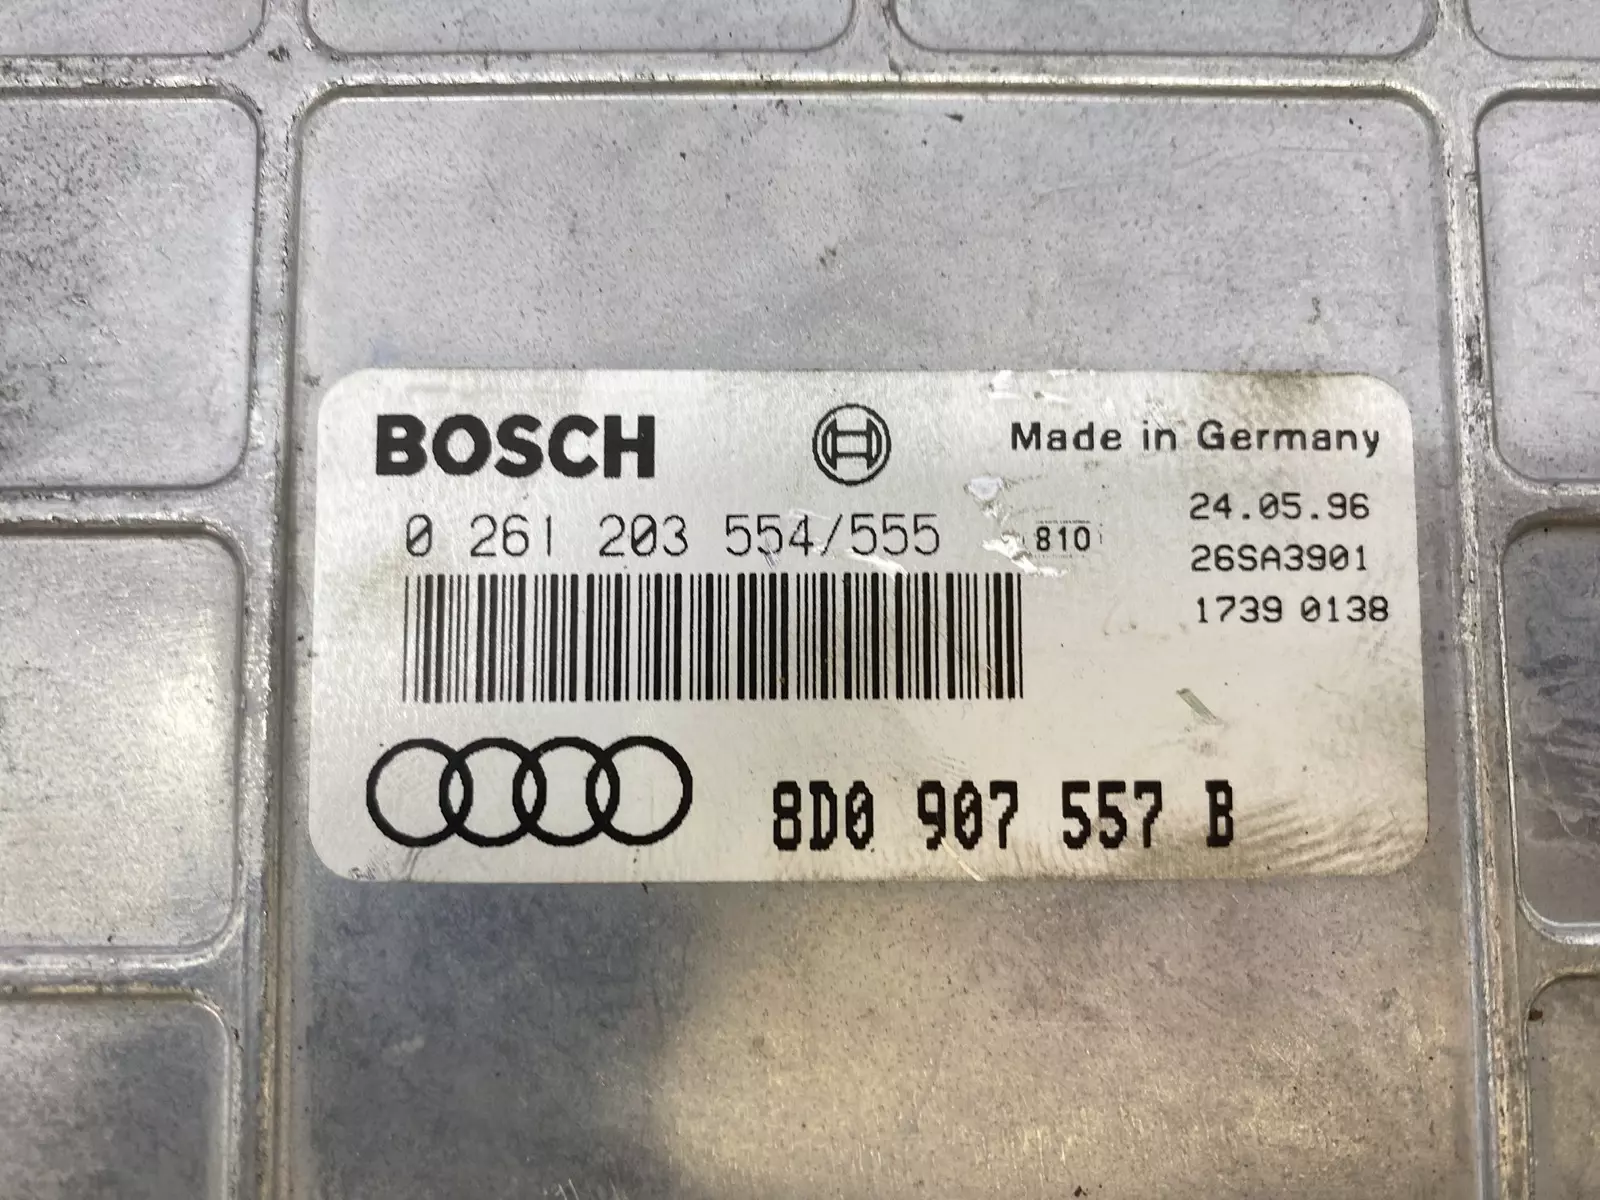 BOSCH
Made in Germany
0 261 203 554/555
810
24.05.96
26SA3901
1739 0138
8D0 907 557 B